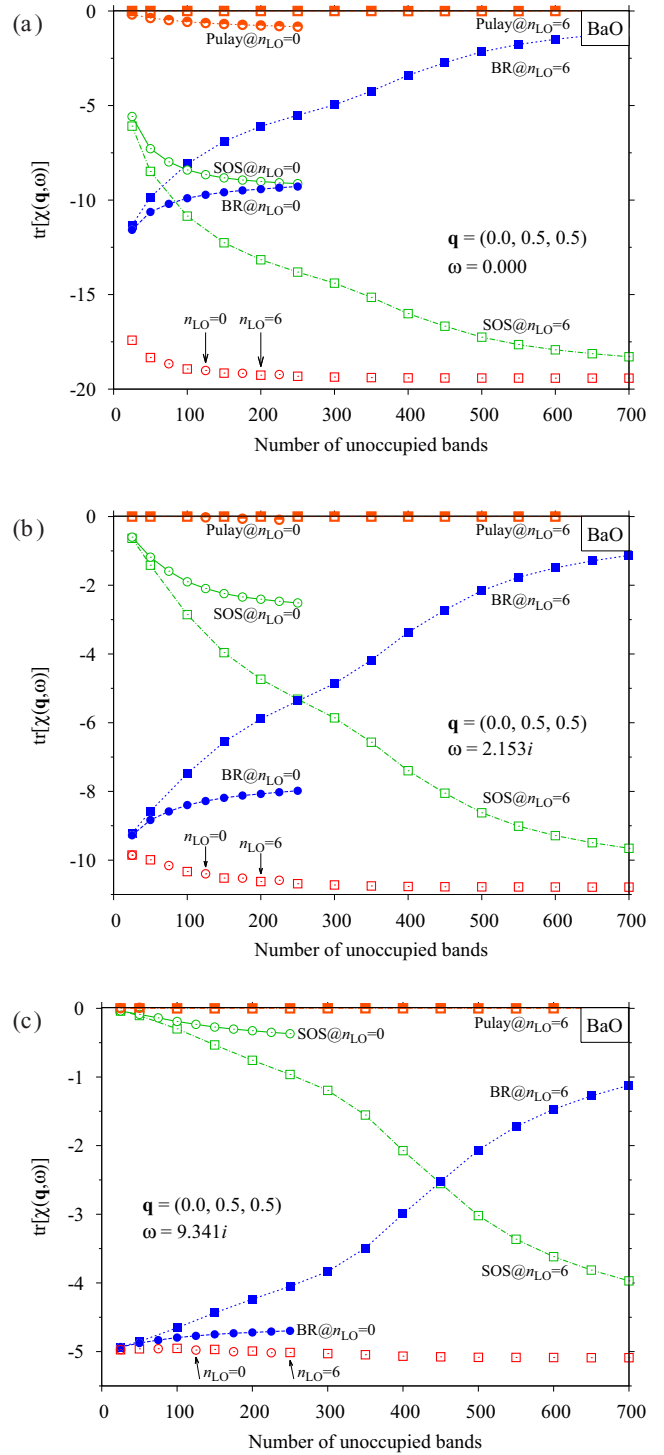 (a)
0
Pulay@nLO=0
Pulay@nLO=6
BaO
BR@nLO=6
-5
SOS@nLO=0
-10
BR@nLO=0
tr[χ(q,ω)]
q = (0.0, 0.5, 0.5)
ω = 0.000
-15
nLO=0
nLO=6
SOS@nLO=6
-20
0 100 200 300 400 500 600 700
Number of unoccupied bands
(b)
0
Pulay@nLO=0
Pulay@nLO=6
BaO
-2
BR@nLO=6
SOS@nLO=0
-4
tr[χ(q,ω)]
-6
q = (0.0, 0.5, 0.5)
ω = 2.153i
BR@nLO=0
-8
SOS@nLO=6
nLO=0
nLO=6
-10
0 100 200 300 400 500 600 700
Number of unoccupied bands
(c)
0
Pulay@nLO=6
BaO
SOS@nLO=0
-1
BR@nLO=6
-2
tr[χ(q,ω)]
q = (0.0, 0.5, 0.5)
-3
ω = 9.341i
SOS@nLO=6
-4
BR@nLO=0
-5
nLO=0
nLO=6
0 100 200 300 400 500 600 700
Number of unoccupied bands